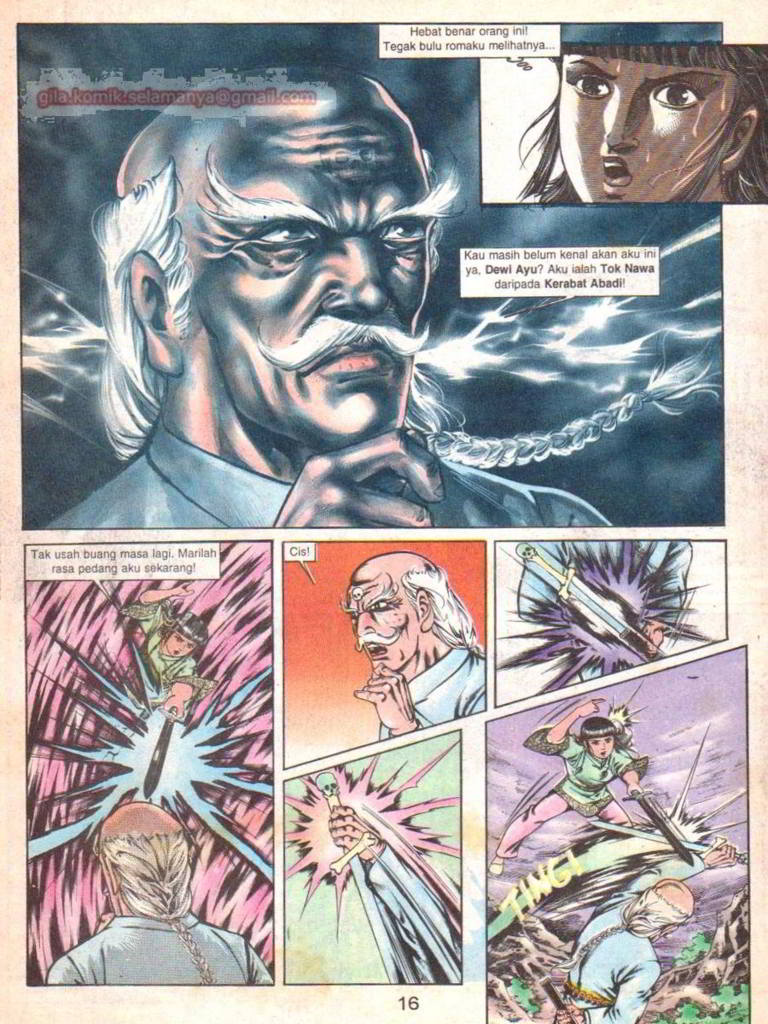 Hebat benar orang ini!
Tegak bulu romaku melihatnya...
gila.komik.selamanya@gmail.com
Kau masih belum kenal akan aku ini
ya, Dewi Ayu? Aku ialah Tok Nawa
daripada Kerabat Abadi!
Tak usah buang masa lagi. Marilah
rasa pedang aku sekarang!
Cis!
TINGI
16